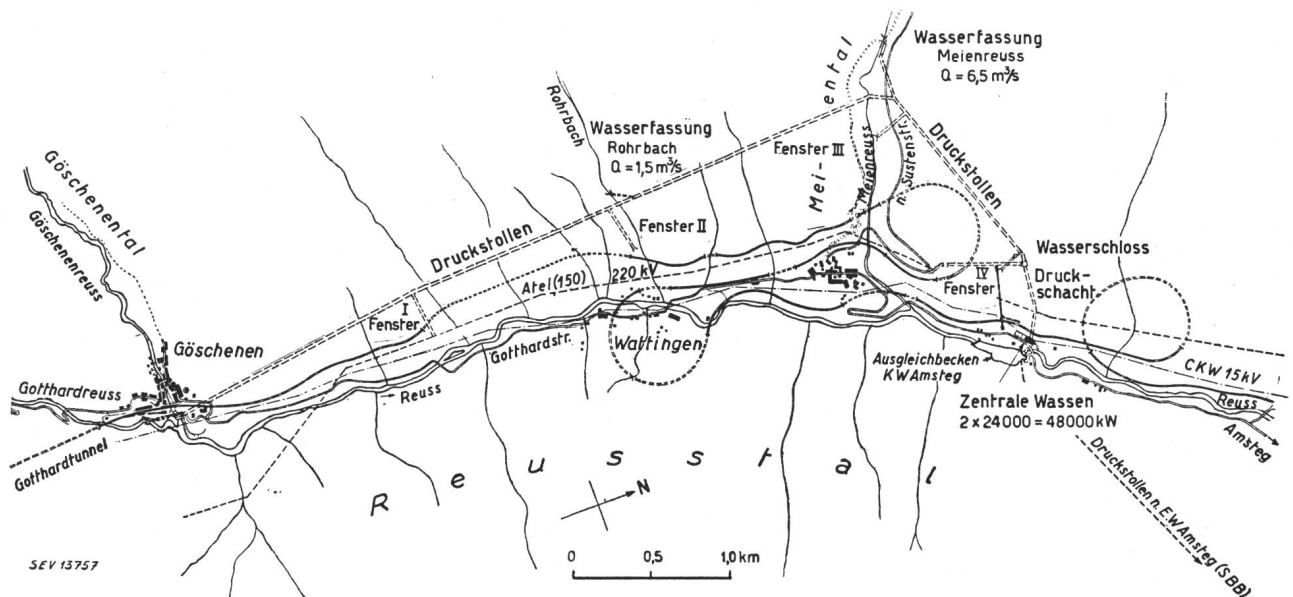 Wasserfassung
Meienreuss
Q = 6,5 m³/s
Mei-
ental
Rohrbach
Wasserfassung
Rohrbach
Q = 1,5 m³/s
Fenster III
Meienreuss
n. Sustenstr.
Druckstollen
Göschenental
Göschenenreuss
Druckstollen
Fenster II
Wasserschloss
Atel (150) 220 kV
IV
Fenster
Druck-
schacht
I
Fenster
Göschenen
Gotthardstr.
Wattingen
Gotthardreuss
Reuss
Ausgleichbecken
KW Amsteg
CKW 15 kV
Reuss
Zentrale Wassen
2 x 24000 = 48000 kW
Amsteg
Gotthardtunnel
Reusstal
Druckstollen n. E.W Amsteg (SBB)
N
0 0,5 1,0 km
SEV 13757